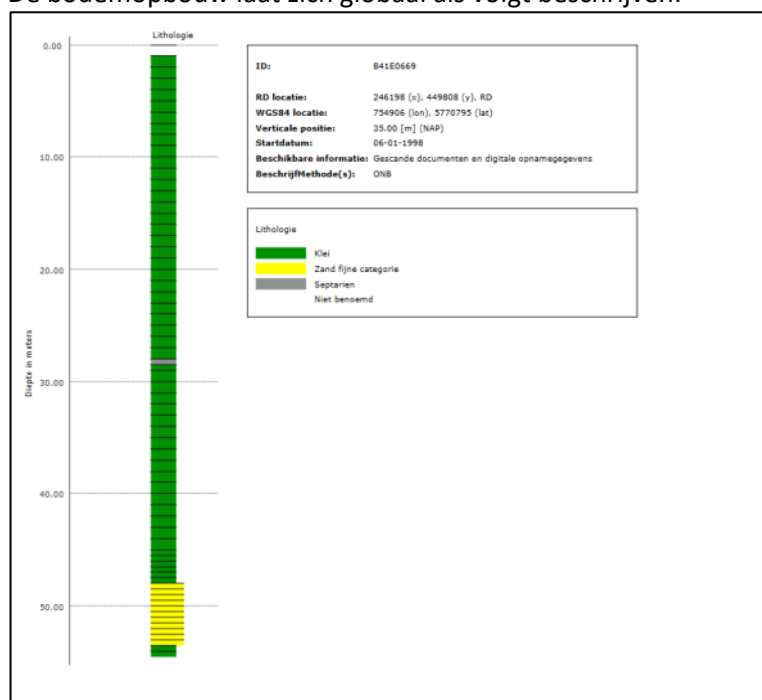 De bodemopbouw laat zich globaal als volgt beschrijven:
Lithologie
0.00
10.00
20.00
30.00
40.00
50.00
Diepte in meters
ID: B41E0669
RD locatie: 246198 (x), 449808 (y), RD
WGS84 locatie: 754906 (lon), 5770795 (lat)
Verticale positie: 35.00 [m] (NAP)
Startdatum: 06-01-1998
Beschikbare informatie: Gescande documenten en digitale opnamegegevens
BeschrijfMethode(s): ONB
Lithologie
Klei
Zand fijne categorie
Septarien
Niet benoemd